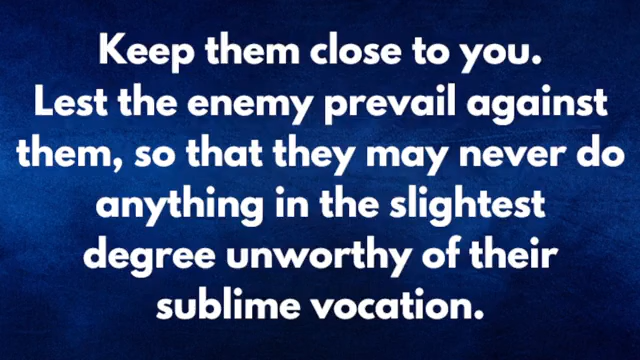 Keep them close to you.
Lest the enemy prevail against
them, so that they may never do
anything in the slightest
degree unworthy of their
sublime vocation.